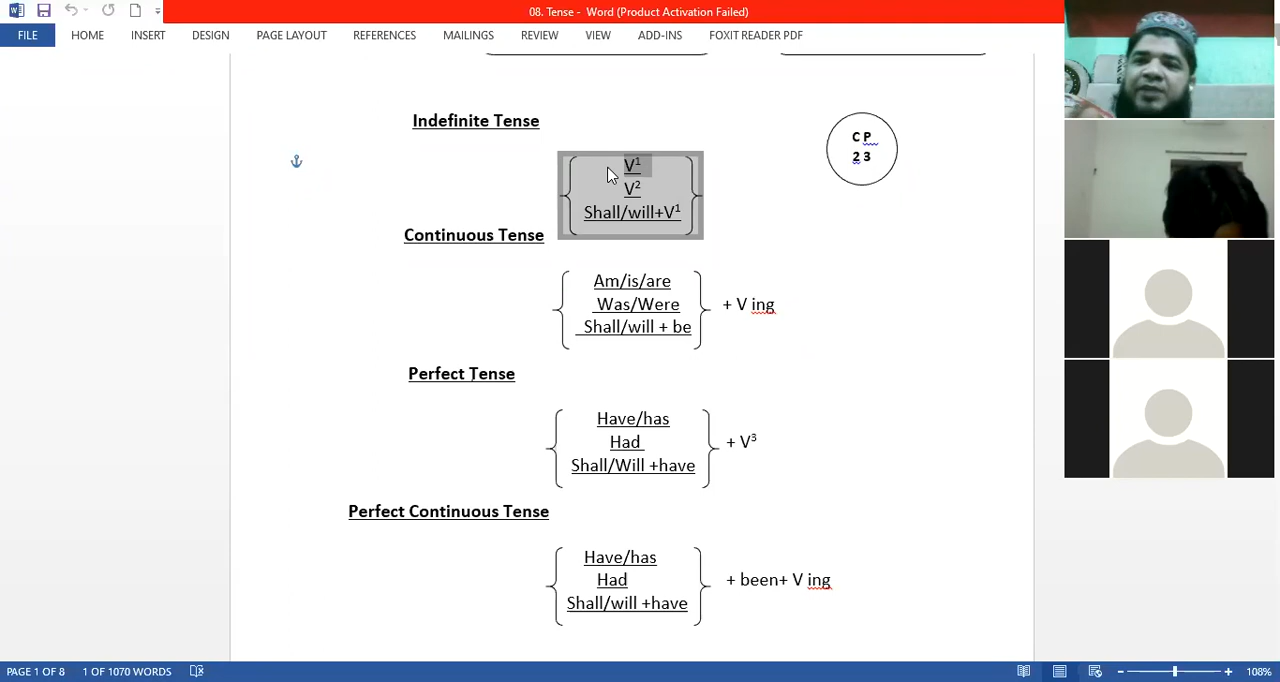 08. Tense - Word (Product Activation Failed)
FILE HOME INSERT DESIGN PAGE LAYOUT REFERENCES MAILINGS REVIEW VIEW ADD-INS FOXIT READER PDF
Indefinite Tense
C P
2 3
V¹
V²
Shall/will+V¹
Continuous Tense
Am/is/are
Was/Were + V ing
Shall/will + be
Perfect Tense
Have/has
Had + V³
Shall/Will +have
Perfect Continuous Tense
Have/has
Had + been+ V ing
Shall/will +have
PAGE 1 OF 8 1 OF 1070 WORDS 108%